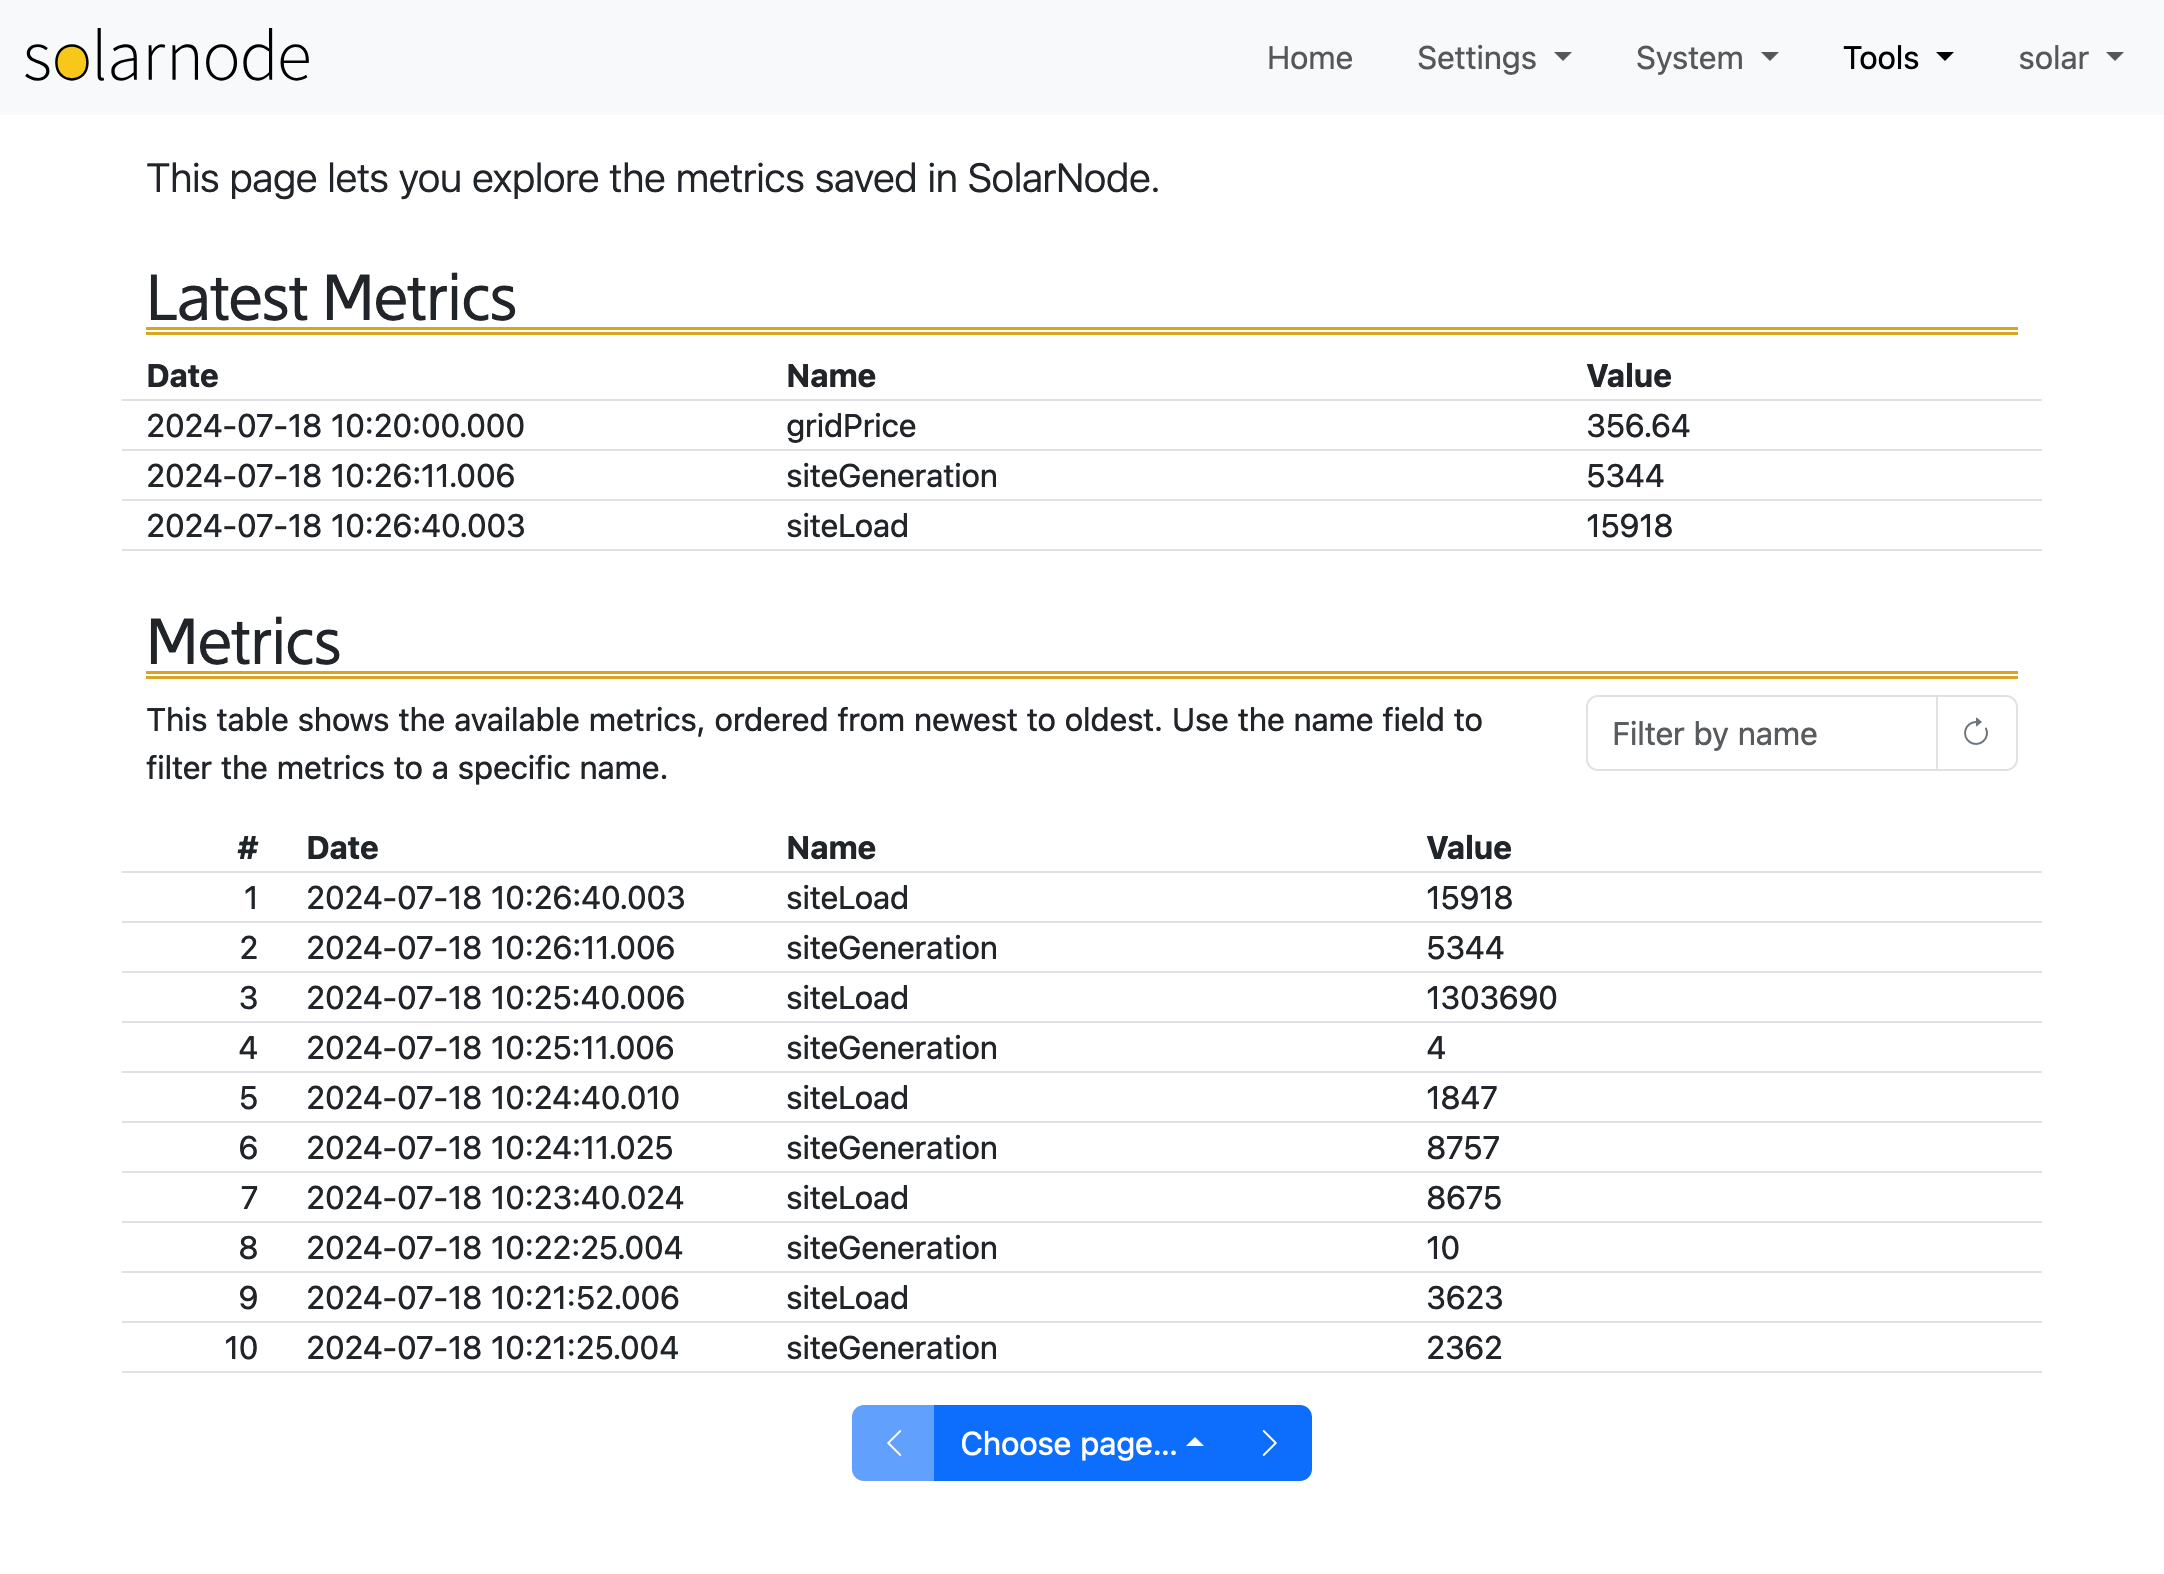 solarnode
Home Settings System Tools solar
This page lets you explore the metrics saved in SolarNode.
Latest Metrics
Date Name Value
2024-07-18 10:20:00.000 gridPrice 356.64
2024-07-18 10:26:11.006 siteGeneration 5344
2024-07-18 10:26:40.003 siteLoad 15918
Metrics
This table shows the available metrics, ordered from newest to oldest. Use the name field to
filter the metrics to a specific name.
Filter by name
# Date Name Value
1 2024-07-18 10:26:40.003 siteLoad 15918
2 2024-07-18 10:26:11.006 siteGeneration 5344
3 2024-07-18 10:25:40.006 siteLoad 1303690
4 2024-07-18 10:25:11.006 siteGeneration 4
5 2024-07-18 10:24:40.010 siteLoad 1847
6 2024-07-18 10:24:11.025 siteGeneration 8757
7 2024-07-18 10:23:40.024 siteLoad 8675
8 2024-07-18 10:22:25.004 siteGeneration 10
9 2024-07-18 10:21:52.006 siteLoad 3623
10 2024-07-18 10:21:25.004 siteGeneration 2362
Choose page...